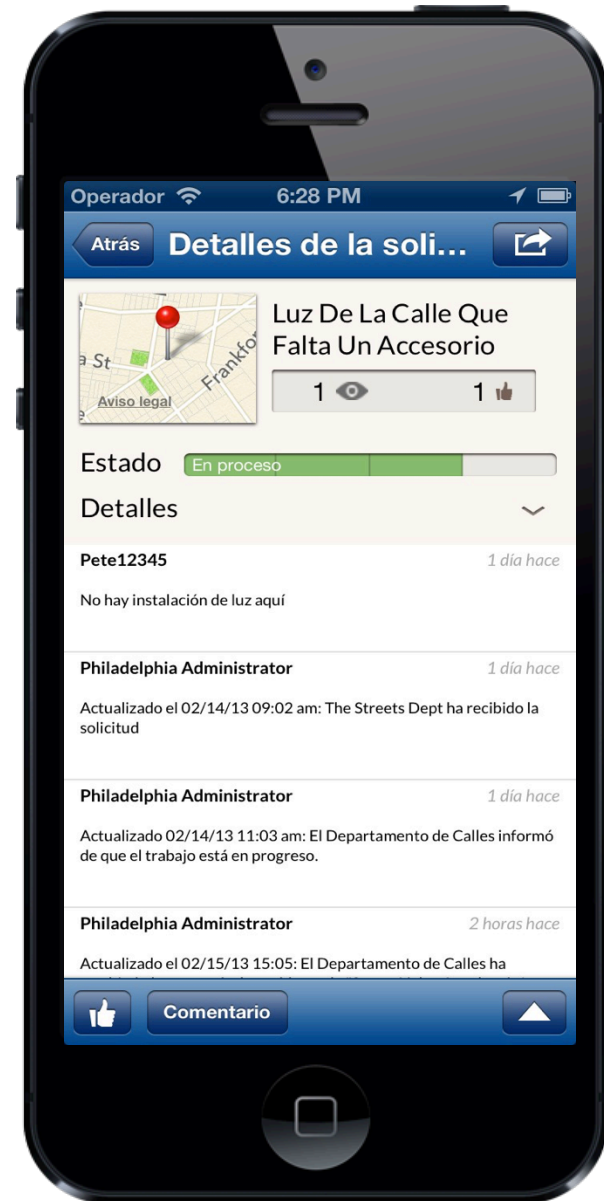 Operador 6:28 PM
Atrás Detalles de la soli...
a St
Frankfo
Aviso legal
Luz De La Calle Que
Falta Un Accesorio
1 1
Estado En proceso
Detalles
Pete12345 1 día hace
No hay instalación de luz aquí
Philadelphia Administrator 1 día hace
Actualizado el 02/14/13 09:02 am: The Streets Dept ha recibido la
solicitud
Philadelphia Administrator 1 día hace
Actualizado 02/14/13 11:03 am: El Departamento de Calles informó
de que el trabajo está en progreso.
Philadelphia Administrator 2 horas hace
Actualizado el 02/15/13 15:05: El Departamento de Calles ha
Comentario